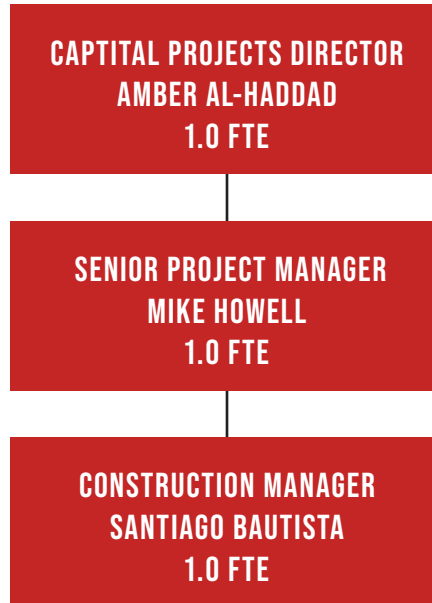 CAPTITAL PROJECTS DIRECTOR
AMBER AL-HADDAD
1.0 FTE
SENIOR PROJECT MANAGER
MIKE HOWELL
1.0 FTE
CONSTRUCTION MANAGER
SANTIAGO BAUTISTA
1.0 FTE